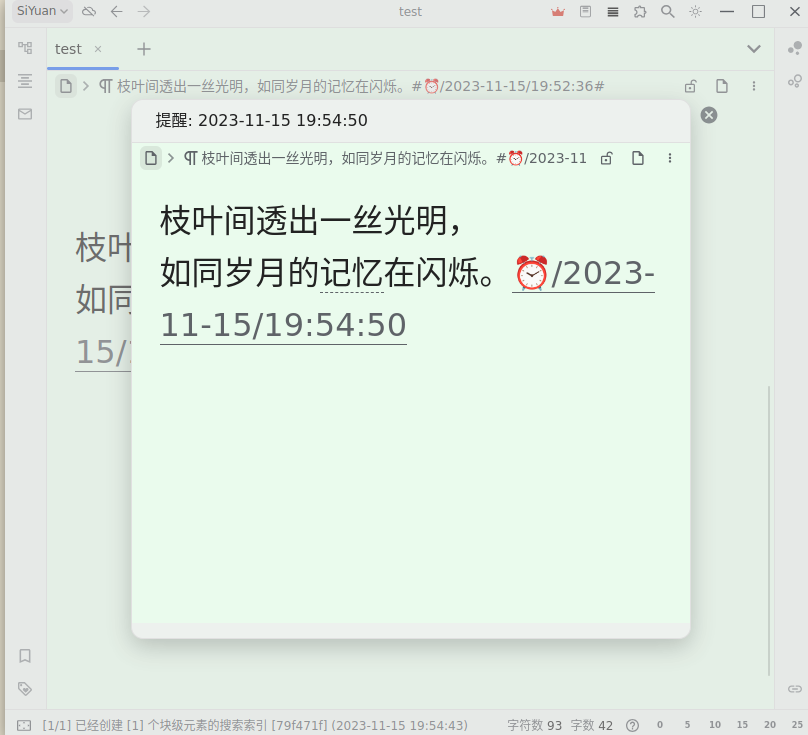 SiYuan
test
test
枝叶间透出一丝光明，如同岁月的记忆在闪烁。#⏰/2023-11-15/19:52:36#
提醒: 2023-11-15 19:54:50
枝叶间透出一丝光明，如同岁月的记忆在闪烁。#⏰/2023-11
枝叶间透出一丝光明，
如同岁月的记忆在闪烁。⏰/2023-
11-15/19:54:50
枝叶
如同
15/
[1/1] 已经创建 [1] 个块级元素的搜索索引 [79f471f] (2023-11-15 19:54:43)
字符数 93 字数 42
0 5 10 15 20 25